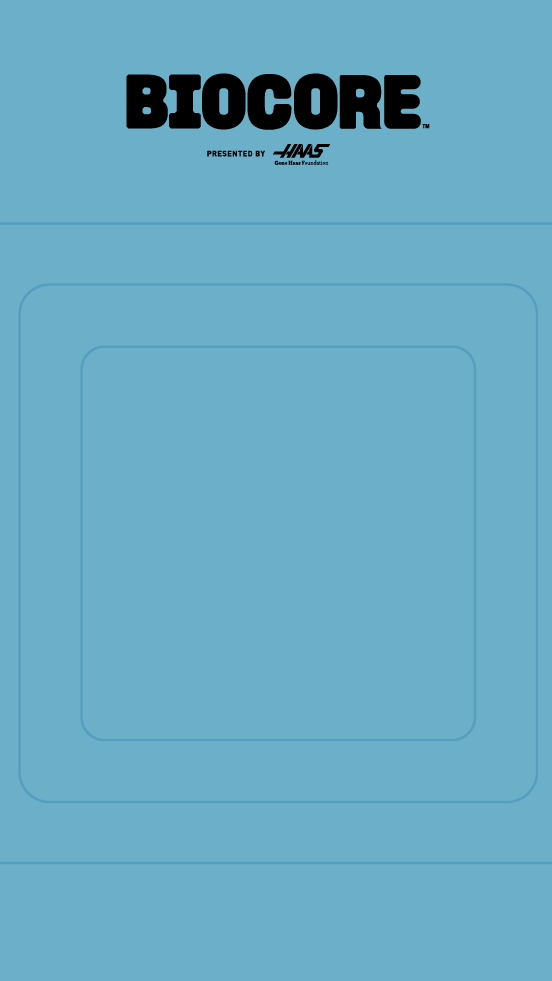 BIOCORE™
PRESENTED BY HAAS
Gene Haas Foundation